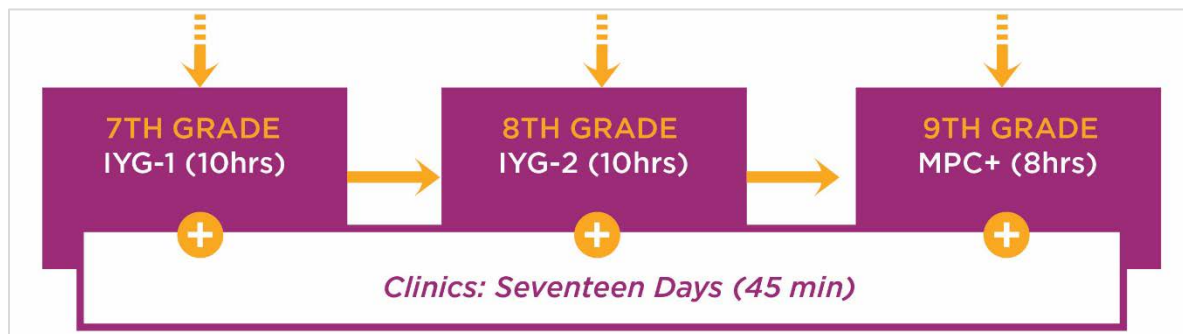 7TH GRADE
IYG-1 (10hrs)
8TH GRADE
IYG-2 (10hrs)
9TH GRADE
MPC+ (8hrs)
+
+
+
Clinics: Seventeen Days (45 min)